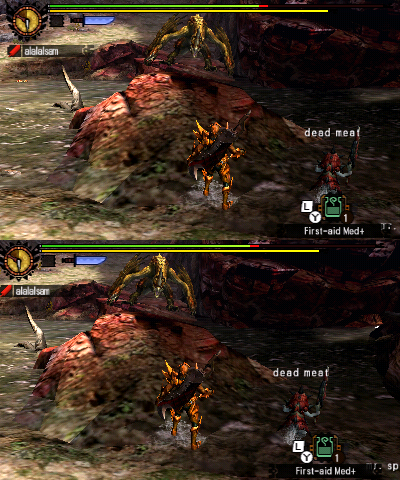 alalalsam
dead meat
L
Y
1
First-aid Med+
alalalsam
dead meat
L
Y
1
First-aid Med+
sp